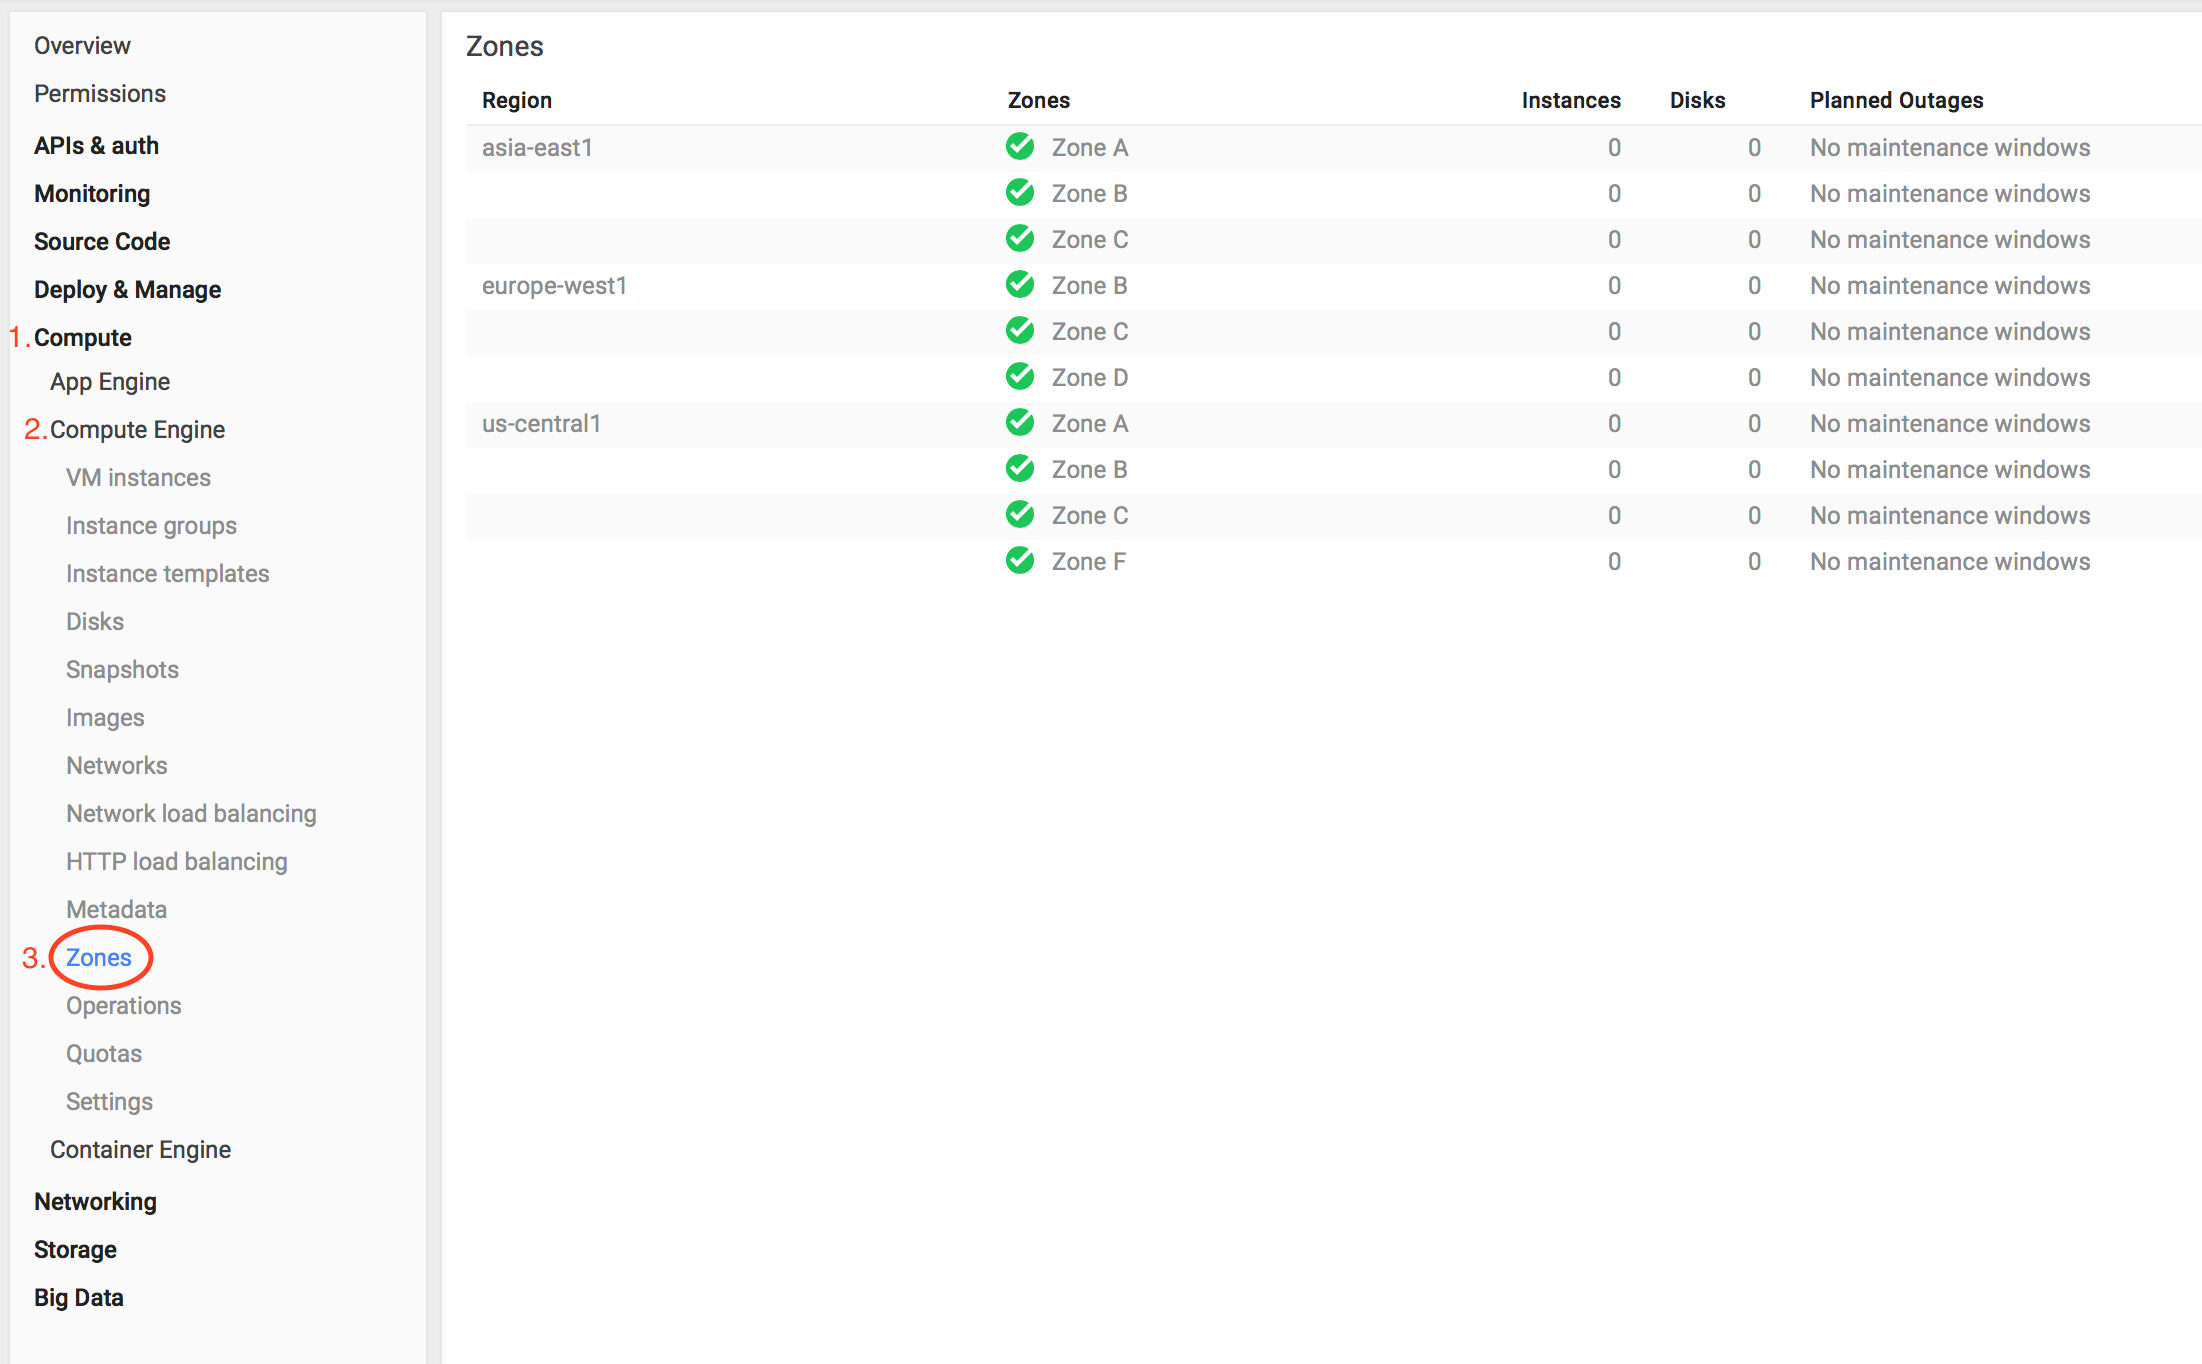 Overview
Permissions
APIs & auth
Monitoring
Source Code
Deploy & Manage
1. Compute
App Engine
2. Compute Engine
VM instances
Instance groups
Instance templates
Disks
Snapshots
Images
Networks
Network load balancing
HTTP load balancing
Metadata
3. Zones
Operations
Quotas
Settings
Container Engine
Networking
Storage
Big Data
Zones
Region Zones Instances Disks Planned Outages
asia-east1 Zone A 0 0 No maintenance windows
Zone B 0 0 No maintenance windows
Zone C 0 0 No maintenance windows
europe-west1 Zone B 0 0 No maintenance windows
Zone C 0 0 No maintenance windows
Zone D 0 0 No maintenance windows
us-central1 Zone A 0 0 No maintenance windows
Zone B 0 0 No maintenance windows
Zone C 0 0 No maintenance windows
Zone F 0 0 No maintenance windows